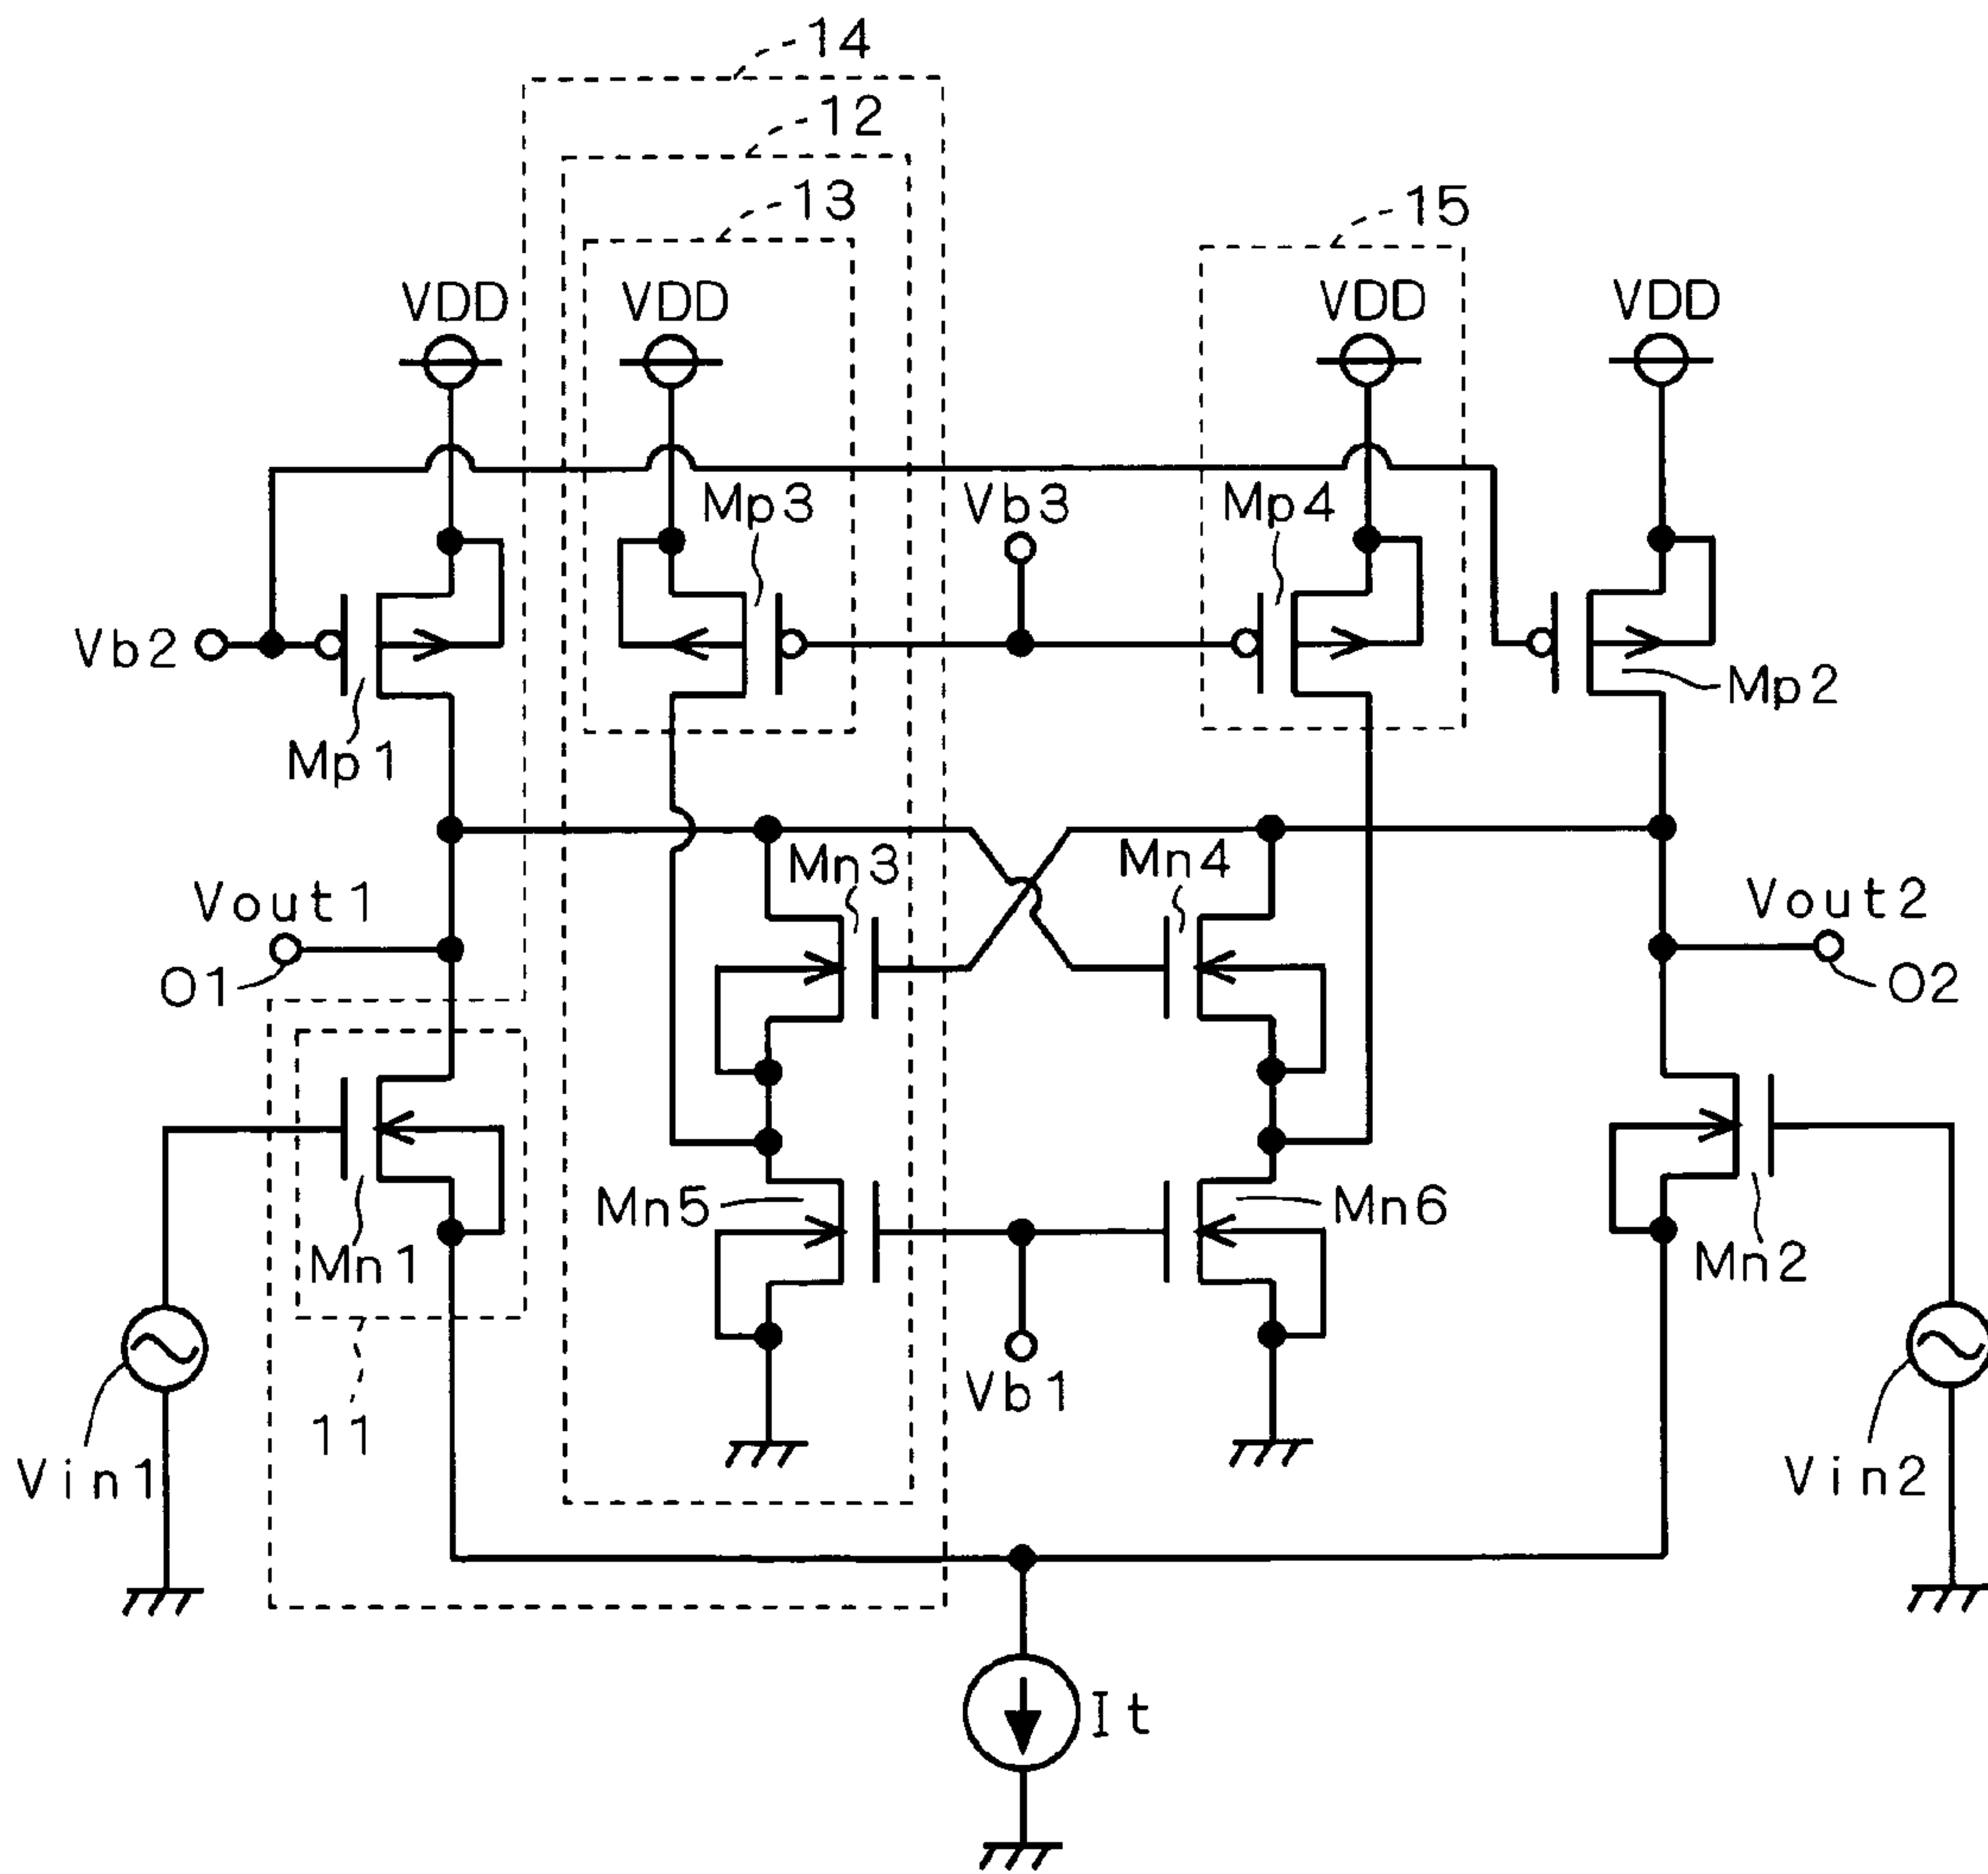 14
12
13
15
VDD
VDD
VDD
VDD
Mp3
Vb3
Mp4
Vb2
Mp2
Mp1
Mn3
Mn4
Vout1
Vout2
O1
O2
Mn5
Mn6
Mn1
Mn2
Vb1
11
Vin1
Vin2
It